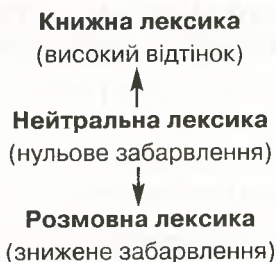 Книжна лексика
(високий відтінок)
Нейтральна лексика
(нульове забарвлення)
Розмовна лексика
(знижене забарвлення)